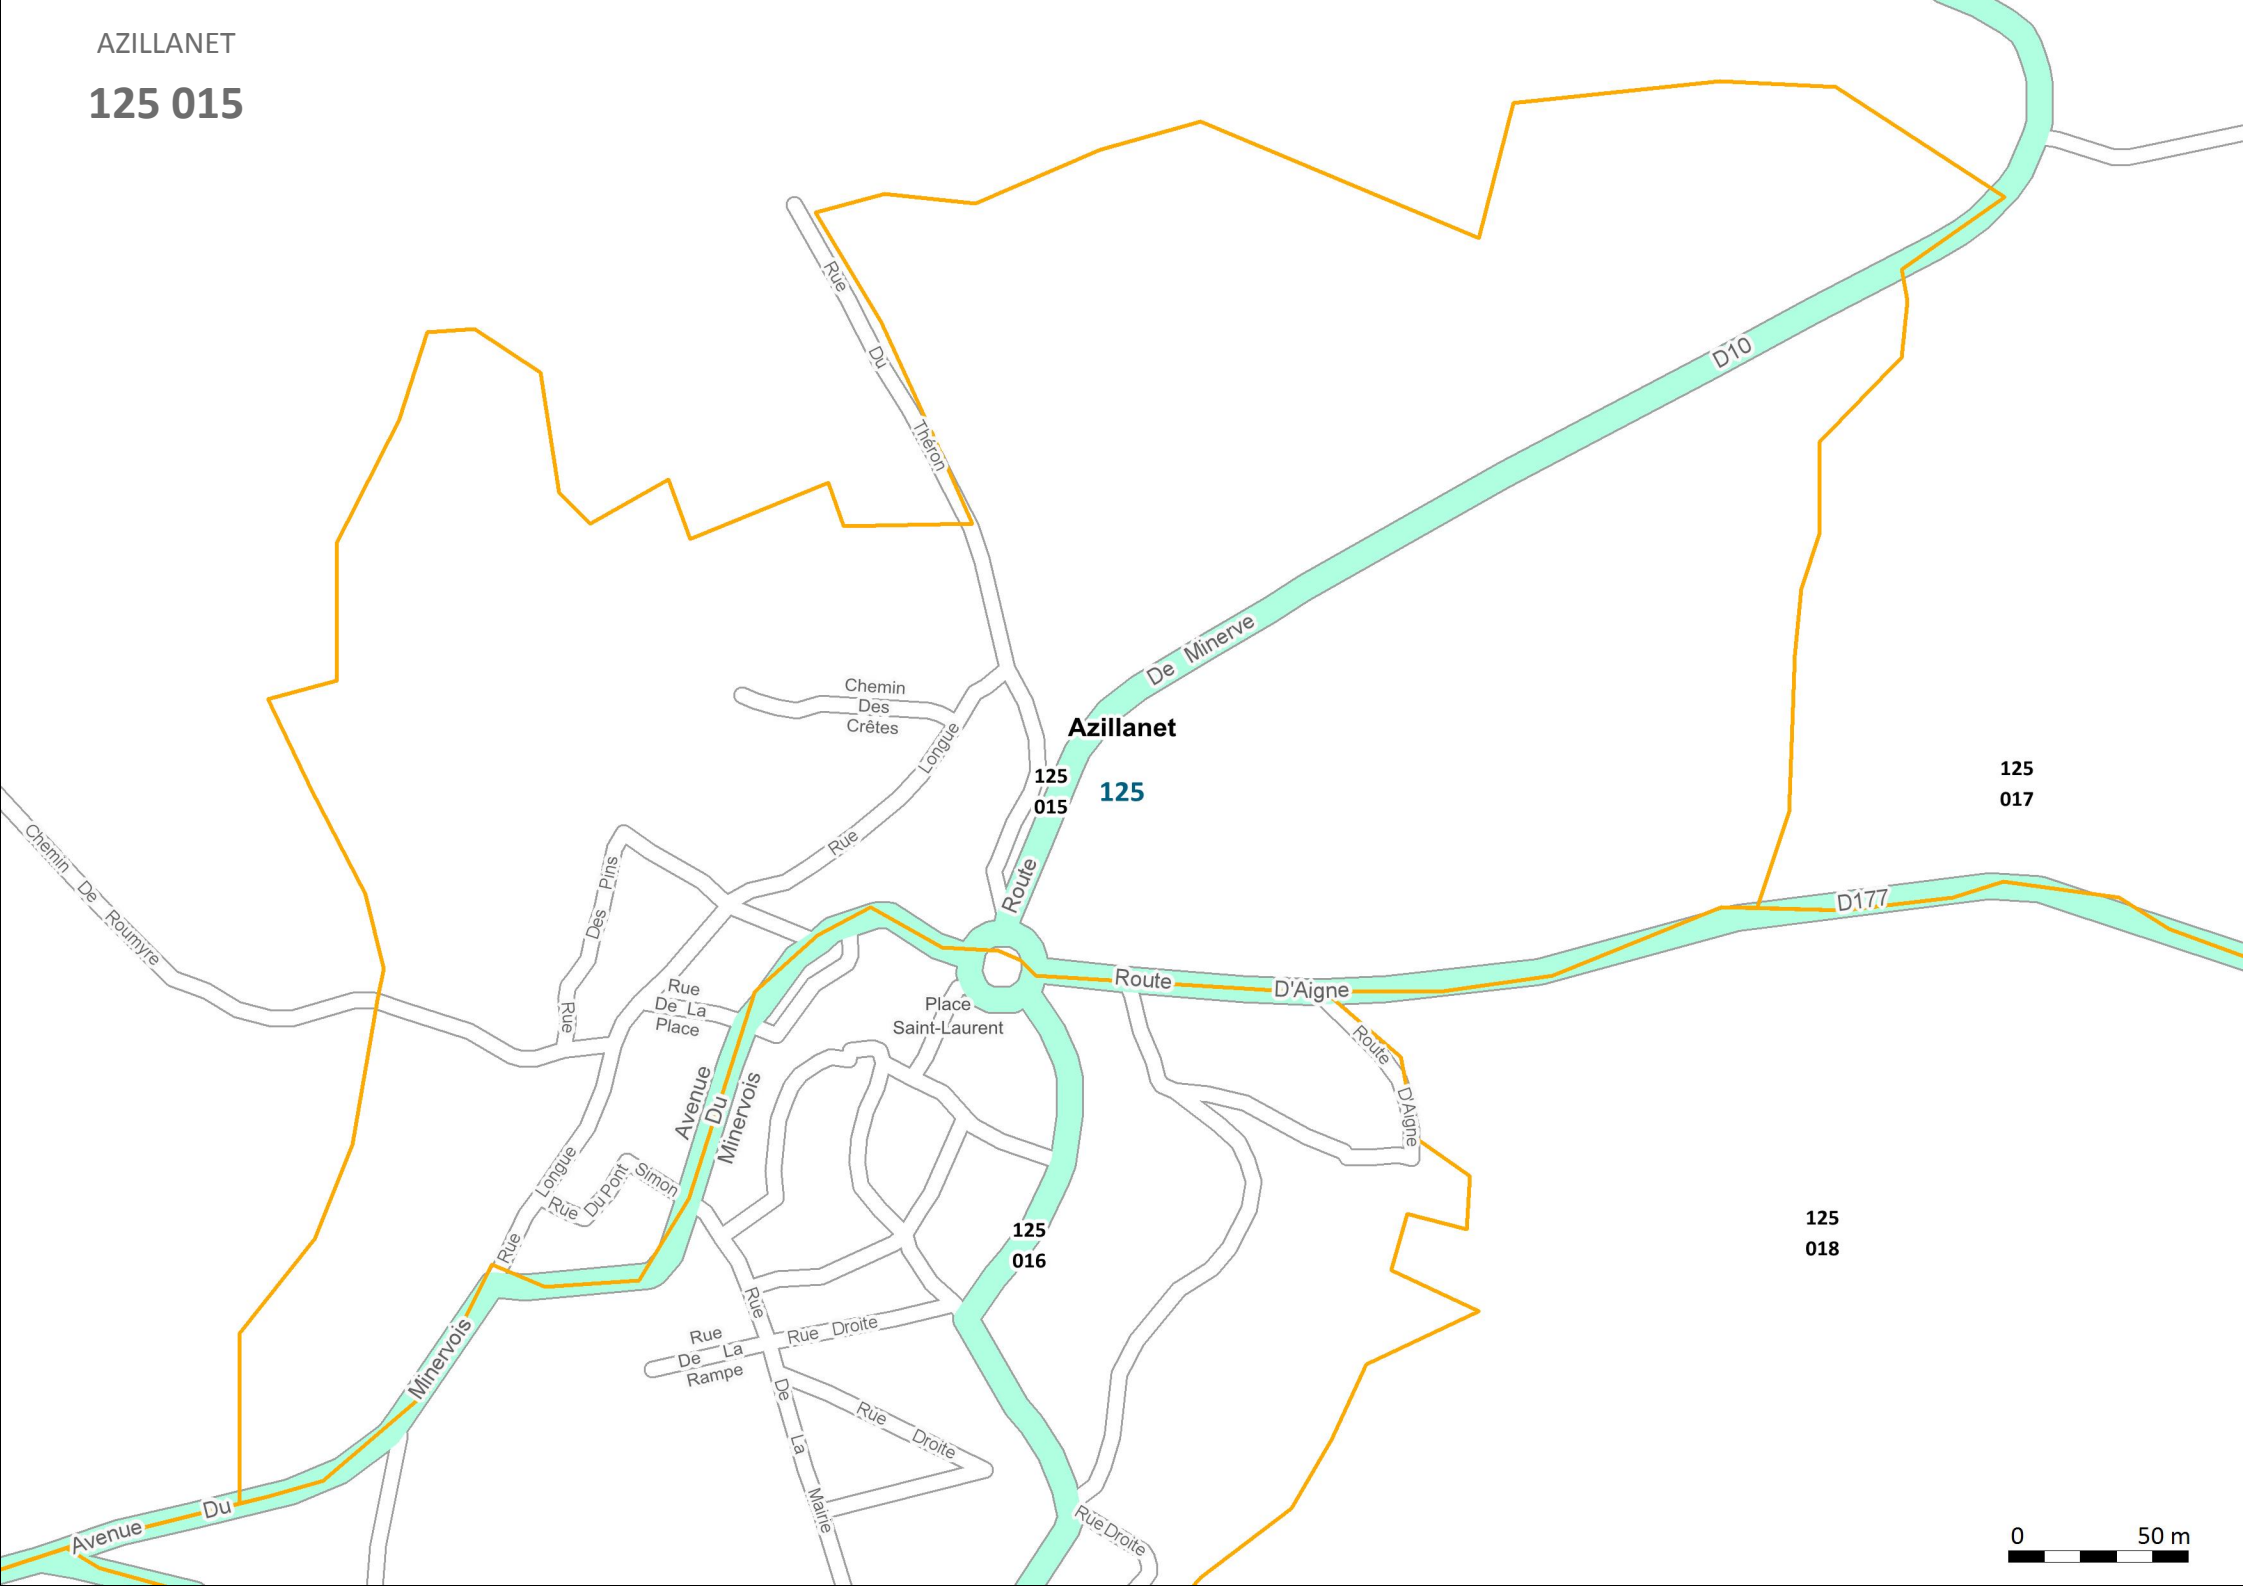 AZILLANET
125 015
Rue
Du
Théron
D10
De Minerve
Chemin
Des
Crêtes
Longue
Azillanet
125
015
125
125
017
Rue
Chemin De Roumyre
Des Pins
Rue
Route
D177
Rue
De La
Place
Place
Saint-Laurent
Route
D'Aigne
Route
D'Aigne
Avenue
Du
Minervois
Longue
Rue
Rue
Du Pont
Simon
125
016
125
018
Rue
Rue
De La
Rampe
Rue Droite
Minervois
De
La
Mairie
Rue
Droite
Avenue
Du
Rue Droite
0
50 m